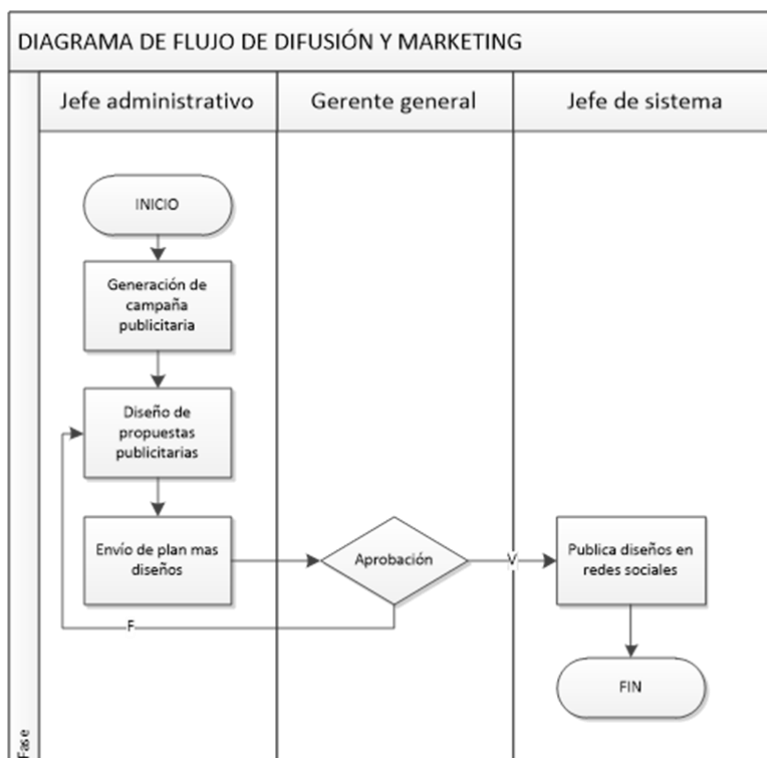 DIAGRAMA DE FLUJO DE DIFUSIÓN Y MARKETING
Jefe administrativo
Gerente general
Jefe de sistema
INICIO
Generación de
campaña
publicitaria
Diseño de
propuestas
publicitarias
Envío de plan mas
diseños
Aprobación
V
Publica diseños en
redes sociales
F
FIN
Fase